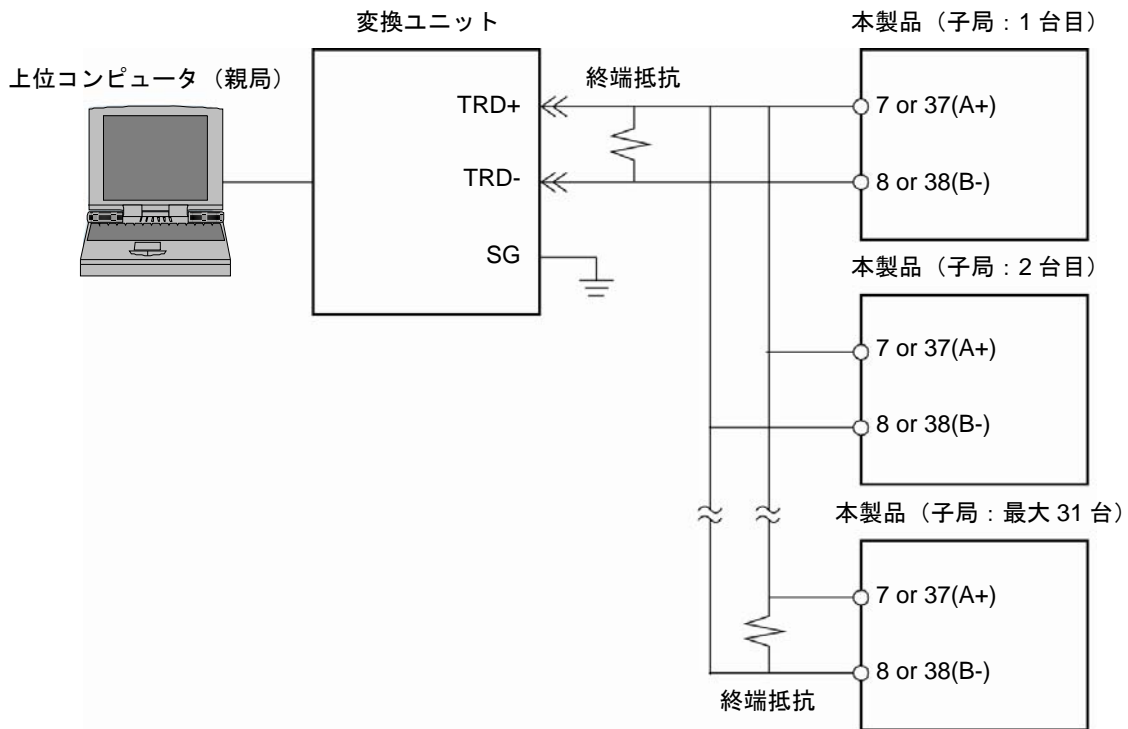 変換ユニット
本製品（子局：1 台目）
上位コンピュータ（親局）
終端抵抗
TRD+
7 or 37(A+)
TRD-
8 or 38(B-)
SG
本製品（子局：2 台目）
7 or 37(A+)
8 or 38(B-)
本製品（子局：最大 31 台）
7 or 37(A+)
8 or 38(B-)
終端抵抗